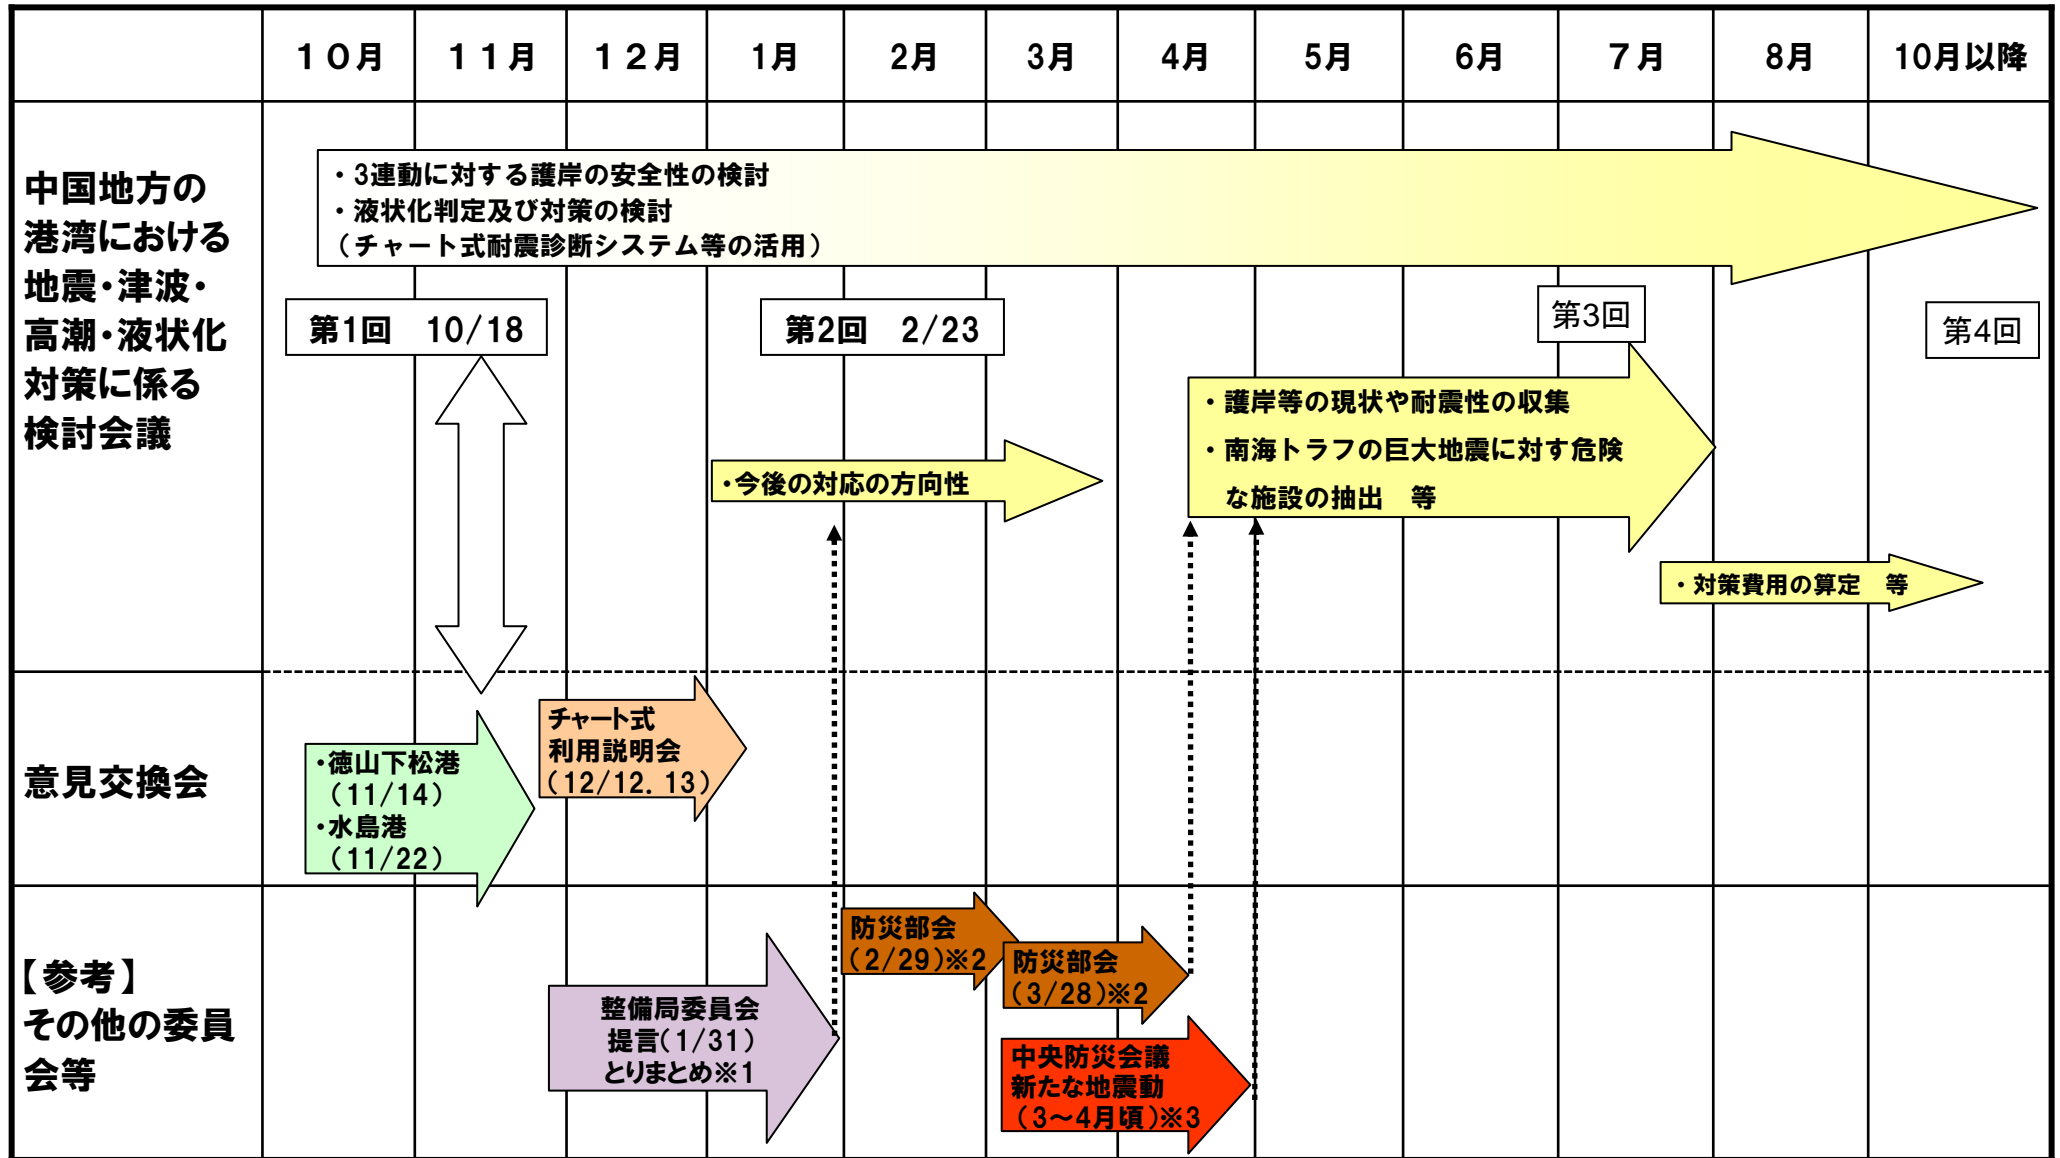 10月 11月 12月 1月 2月 3月 4月 5月 6月 7月 8月 10月以降
中国地方の
港湾における
地震・津波・
高潮・液状化
対策に係る
検討会議
・3連動に対する護岸の安全性の検討
・液状化判定及び対策の検討
（チャート式耐震診断システム等の活用）
第1回　10/18
第2回　2/23
第3回
第4回
・今後の対応の方向性
・護岸等の現状や耐震性の収集
・南海トラフの巨大地震に対す危険
な施設の抽出　等
・対策費用の算定　等
意見交換会
・徳山下松港
（11/14）
・水島港
（11/22）
チャート式
利用説明会
（12/12．13）
【参考】
その他の委員
会等
整備局委員会
提言（1/31）
とりまとめ※1
防災部会
（2/29）※2
防災部会
（3/28）※2
中央防災会議
新たな地震動
（3～4月頃）※3